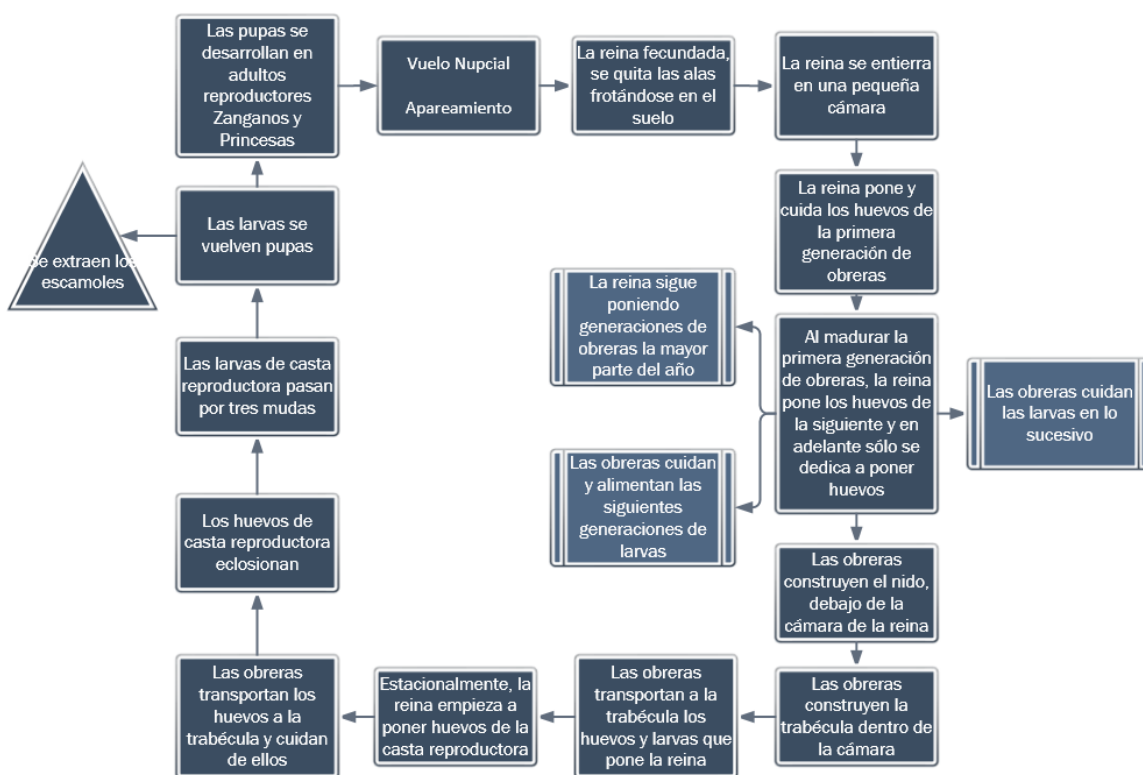 Las pupas se
desarrollan en
adultos
reproductores
Zanganos y
Princesas
Vuelo Nupcial
Apareamiento
La reina fecundada,
se quita las alas
frotándose en el
suelo
La reina se entierra
en una pequeña
cámara
La reina pone y
cuida los huevos de
la primera
generación de
obreras
Al madurar la
primera generación
de obreras, la reina
pone los huevos de
la siguiente y en
adelante sólo se
dedica a poner
huevos
La reina sigue
poniendo
generaciones de
obreras la mayor
parte del año
Las obreras cuidan
y alimentan las
siguientes
generaciones de
larvas
Las obreras cuidan
las larvas en lo
sucesivo
Las obreras
construyen el nido,
debajo de la
cámara de la reina
Las obreras
construyen la
trabécula dentro de
la cámara
Las obreras
transportan a la
trabécula los
huevos y larvas que
pone la reina
Estacionalmente, la
reina empieza a
poner huevos de la
casta reproductora
Las obreras
transportan los
huevos a la
trabécula y cuidan
de ellos
Los huevos de
casta reproductora
eclosionan
Las larvas de casta
reproductora pasan
por tres mudas
Las larvas se
vuelven pupas
Se extraen los
escamoles